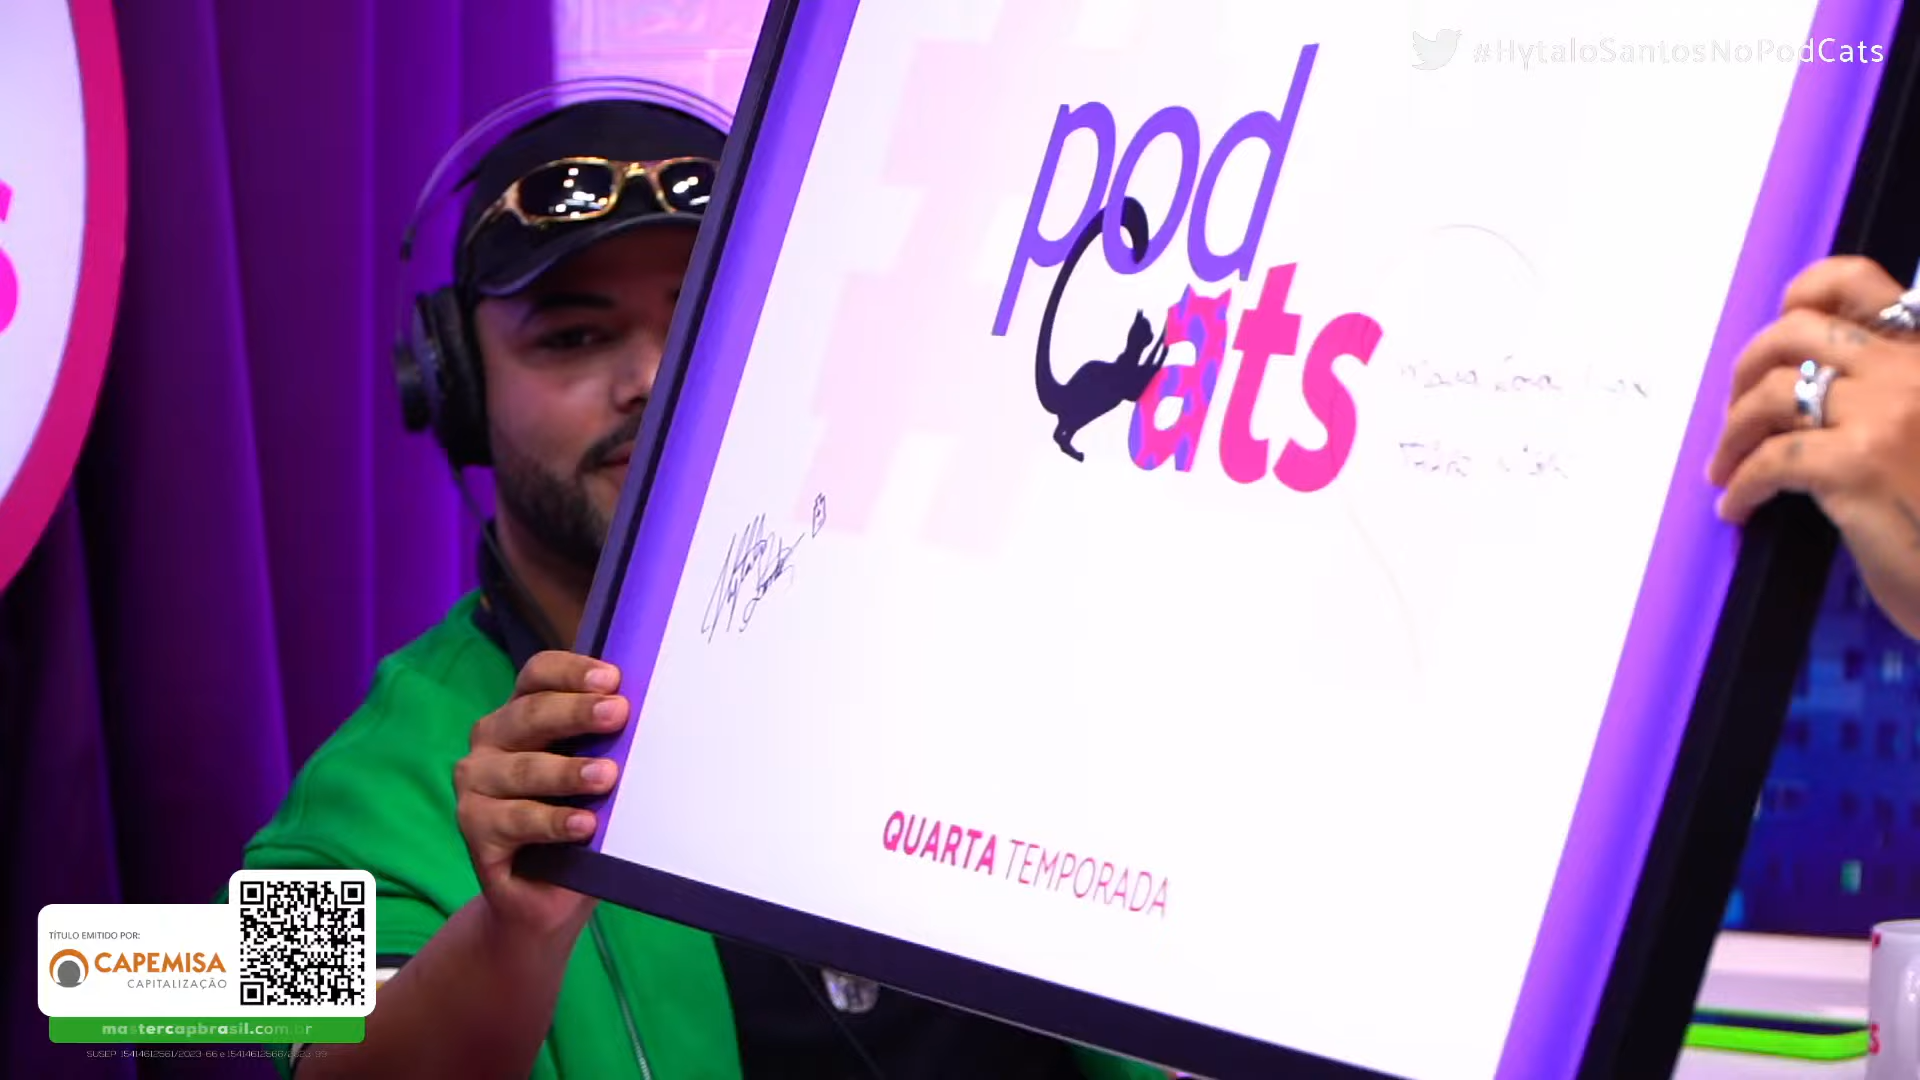 #HytaloSantosNoPodCats
pod
Cats
s
QUARTA TEMPORADA
TÍTULO EMITIDO POR:
CAPEMISA
CAPITALIZAÇÃO
mastercapbrasil.com.br